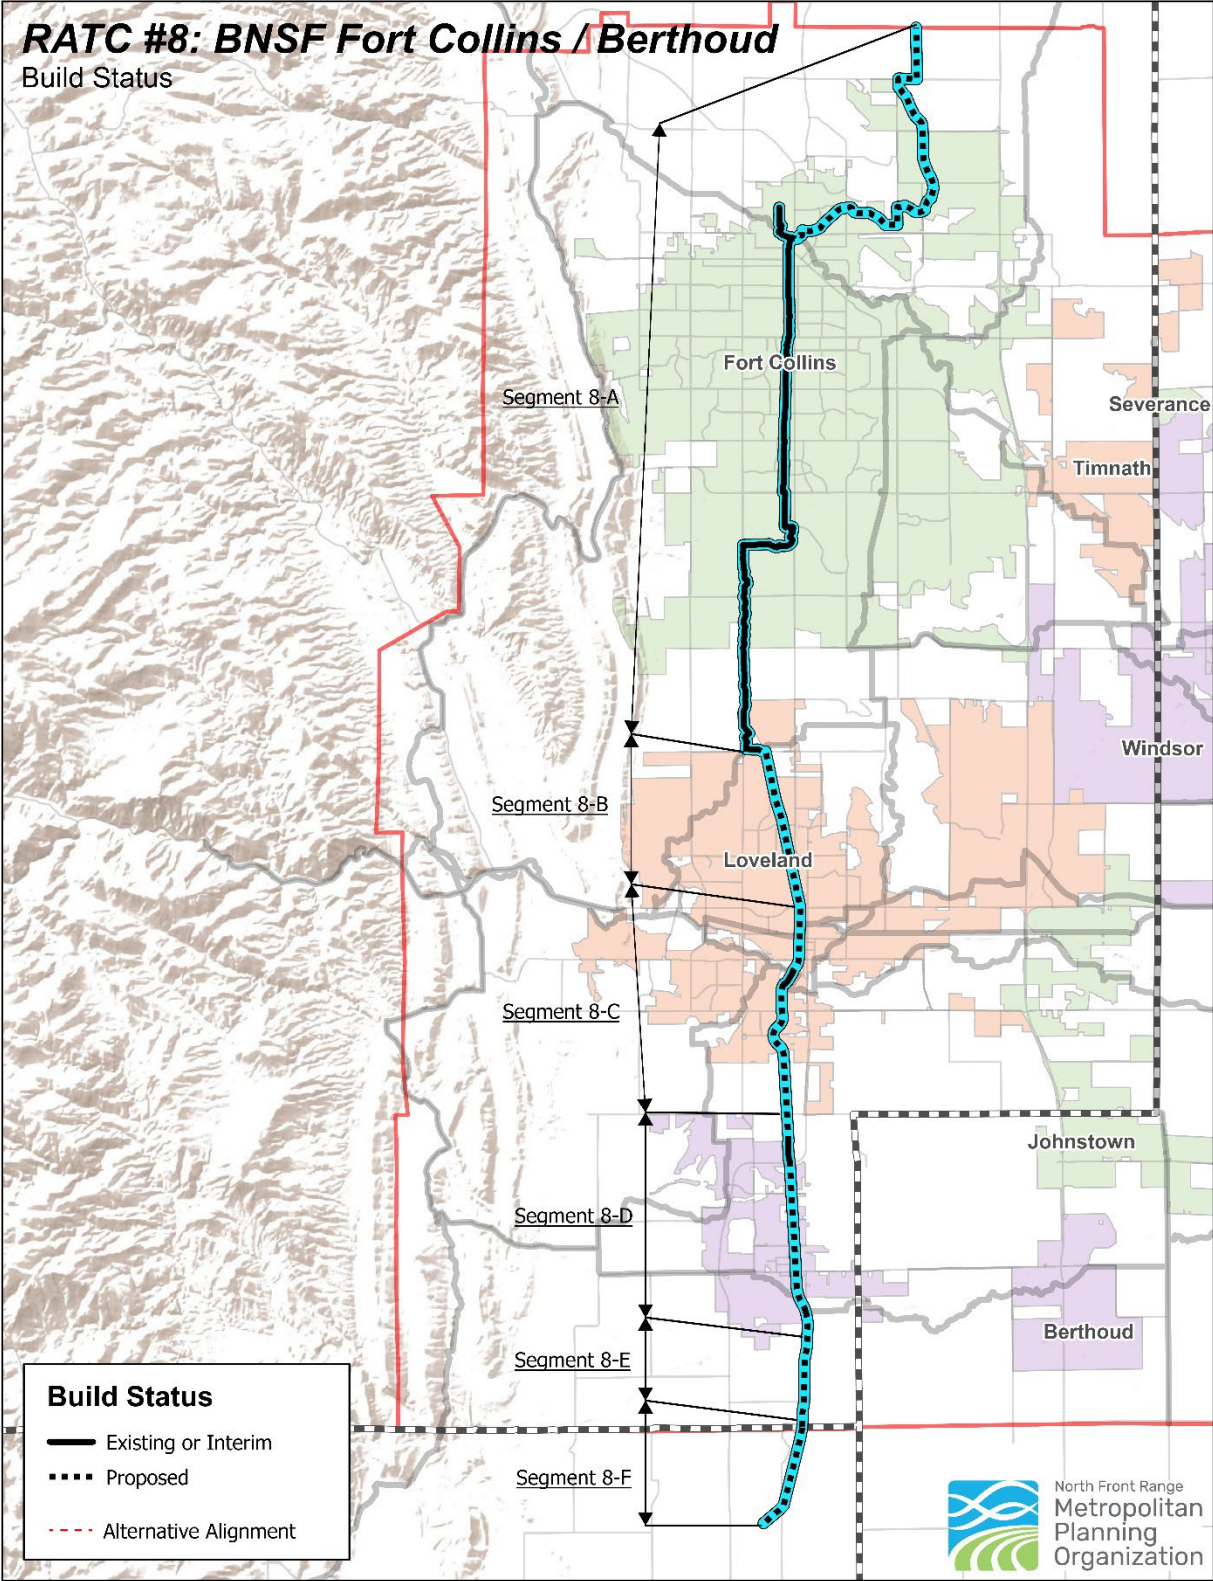 RATC #8: BNSF Fort Collins / Berthoud
Build Status
Fort Collins
Segment 8-A
Severance
Timnath
Windsor
Segment 8-B
Loveland
Segment 8-C
Johnstown
Segment 8-D
Berthoud
Segment 8-E
Build Status
Existing or Interim
Proposed
Alternative Alignment
Segment 8-F
North Front Range
Metropolitan
Planning
Organization